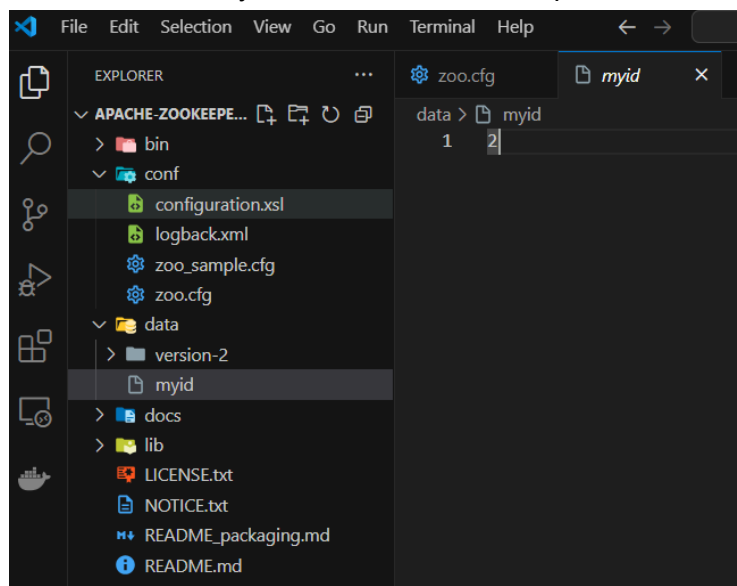 File Edit Selection View Go Run Terminal Help
EXPLORER
zoo.cfg
myid
APACHE-ZOOKEEPE...
data > myid
bin
1 2
conf
configuration.xsl
logback.xml
zoo_sample.cfg
zoo.cfg
data
version-2
myid
docs
lib
LICENSE.txt
NOTICE.txt
README_packaging.md
README.md